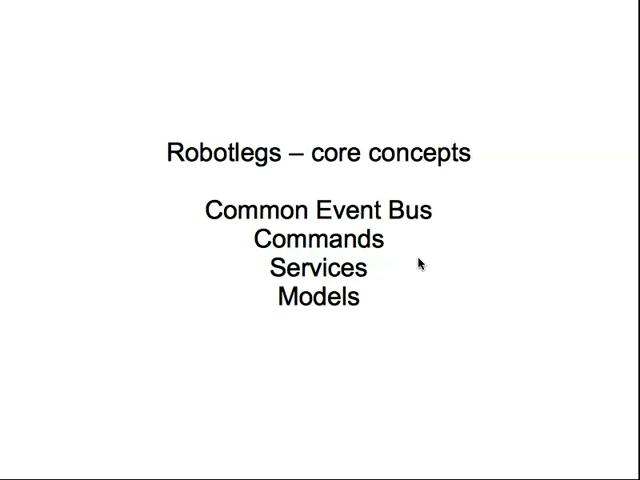 Robotlegs – core concepts
Common Event Bus
Commands
Services
Models